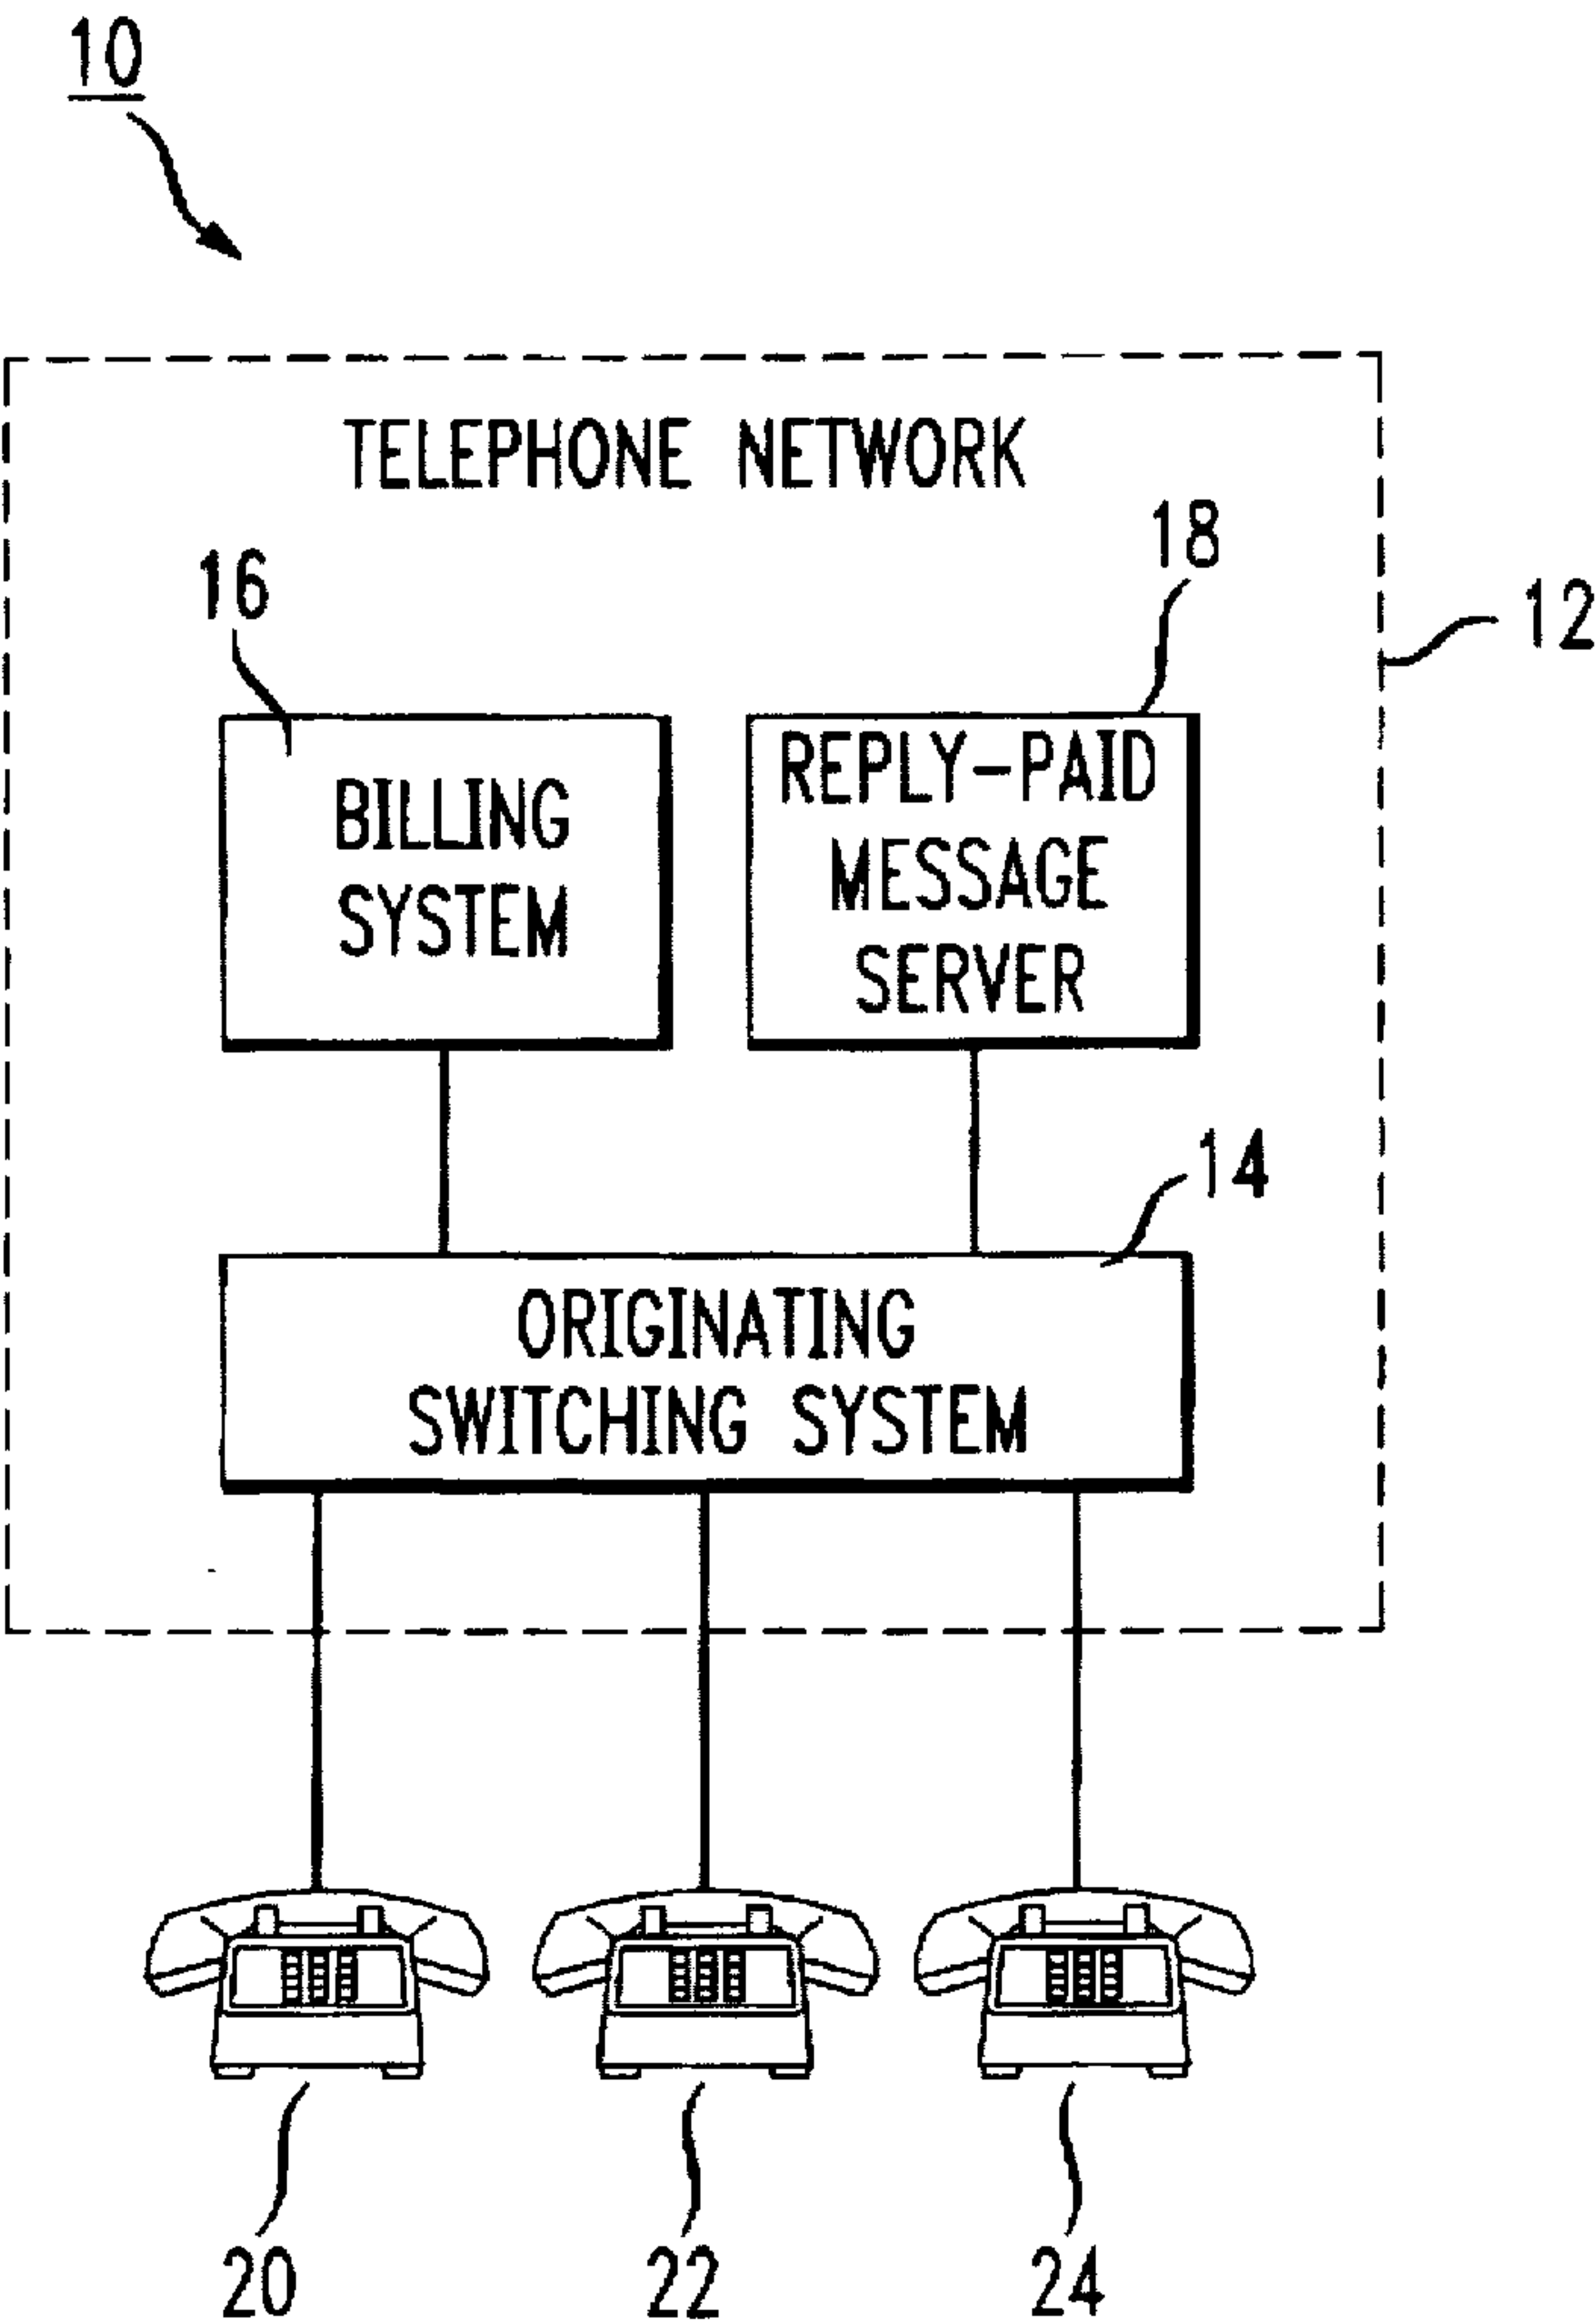 10
TELEPHONE NETWORK
18
16
12
BILLING
SYSTEM
REPLY-PAID
MESSAGE
SERVER
14
ORIGINATING
SWITCHING SYSTEM
20
22
24